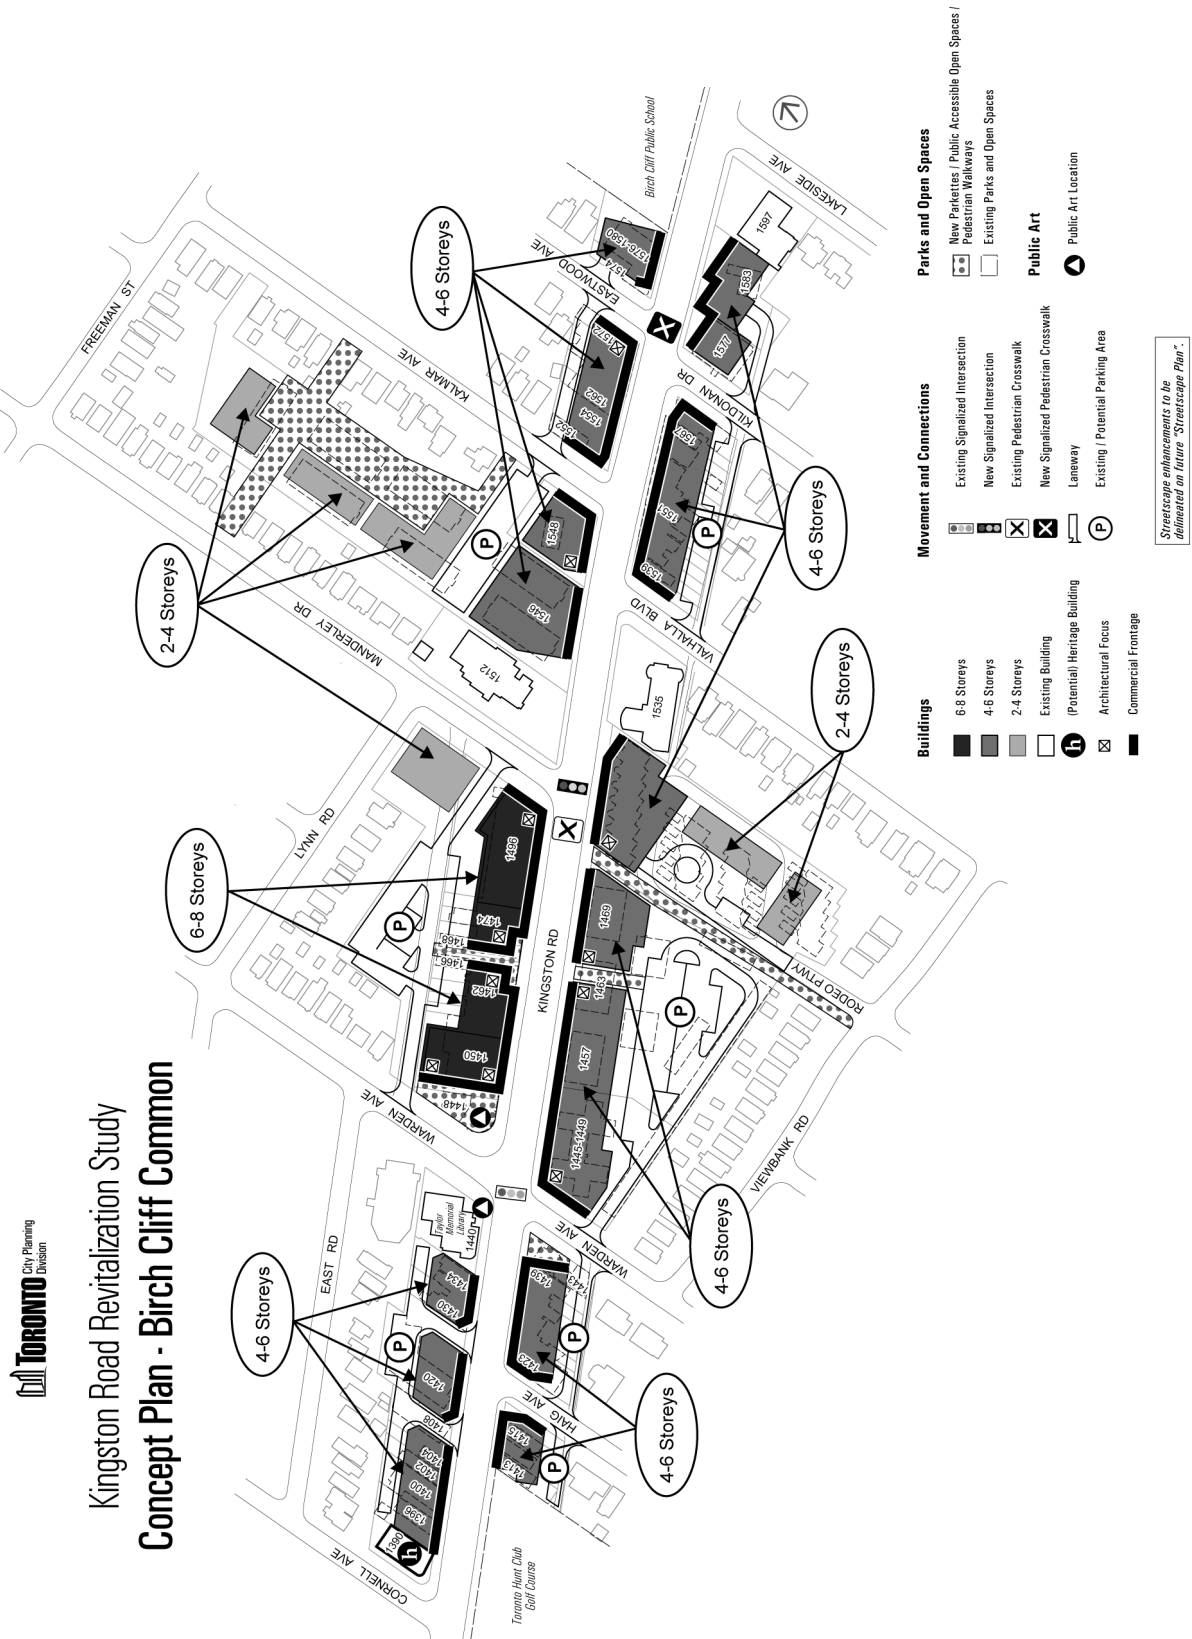 TORONTO City Planning
Division
Kingston Road Revitalization Study
Concept Plan - Birch Cliff Common
4-6 Storeys
6-8 Storeys
2-4 Storeys
4-6 Storeys
FREEMAN ST
KALMAR AVE
MANDERLEY DR
LYNN RD
EAST RD
WARDEN AVE
CORNELL AVE
EASTWOOD AVE
Birch Cliff Public School
LAKESIDE AVE
KILDONAN DR
VALHALLA BLVD
KINGSTON RD
RODEO PTWY
VIEWBANK RD
WARDEN AVE
HAIG AVE
Toronto Hunt Club
Golf Course
1390
1396
1400
1402
1404
1408
1420
1430
1434
Taylor
Memorial
Library
1440
1448
1450
1462
1466
1468
1474
1496
1512
1546
1548
1552
1554
1562
1572
1574
1576-1580
1413
1415
1423
1439
1443
1445-1449
1457
1463
1469
1535
1539
1551
1567
1577
1583
1597
P
P
P
P
P
P
P
h
4-6 Storeys
4-6 Storeys
2-4 Storeys
4-6 Storeys
Buildings
6-8 Storeys
4-6 Storeys
2-4 Storeys
Existing Building
h (Potential) Heritage Building
Architectural Focus
Commercial Frontage
Movement and Connections
Existing Signalized Intersection
New Signalized Intersection
Existing Pedestrian Crosswalk
New Signalized Pedestrian Crosswalk
Laneway
P Existing / Potential Parking Area
Parks and Open Spaces
New Parkettes / Public Accessible Open Spaces /
Pedestrian Walkways
Existing Parks and Open Spaces
Public Art
Public Art Location
Streetscape enhancements to be
delineated on future "Streetscape Plan".